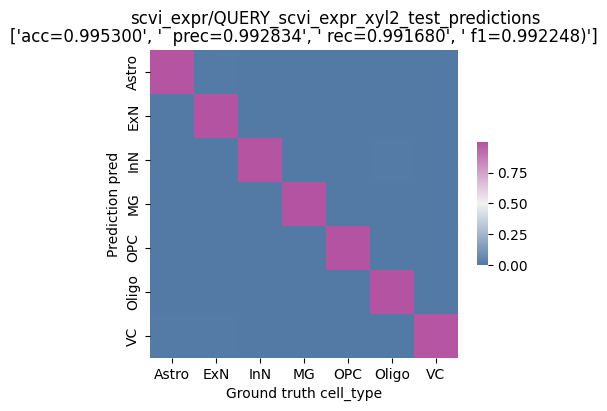 scvi_expr/QUERY_scvi_expr_xyl2_test_predictions
['acc=0.995300', '  prec=0.992834', ' rec=0.991680', ' f1=0.992248)']
Astro
ExN
InN
MG
OPC
Oligo
VC
Prediction pred
Astro ExN InN MG OPC Oligo VC
Ground truth cell_type
0.75
0.50
0.25
0.00